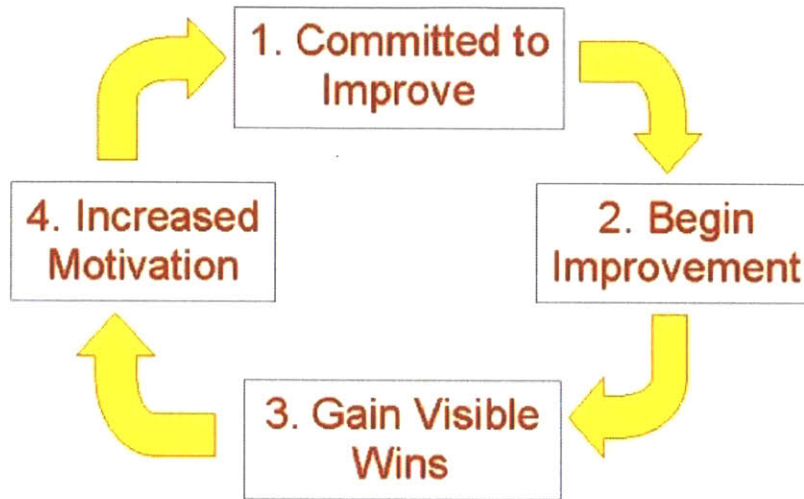 1. Committed to
Improve
2. Begin
Improvement
3. Gain Visible
Wins
4. Increased
Motivation